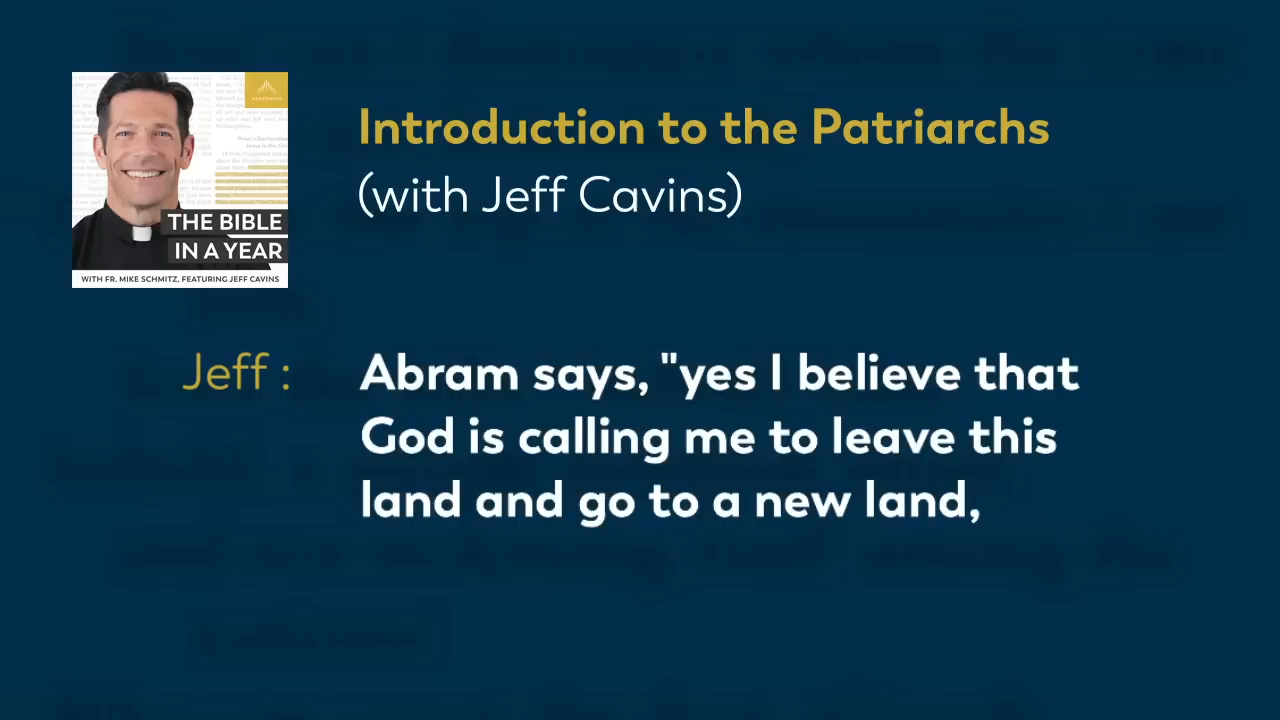 Introduction to the Patriarchs
(with Jeff Cavins)
THE BIBLE
IN A YEAR
WITH FR. MIKE SCHMITZ, FEATURING JEFF CAVINS
Jeff :
Abram says, "yes I believe that
God is calling me to leave this
land and go to a new land,